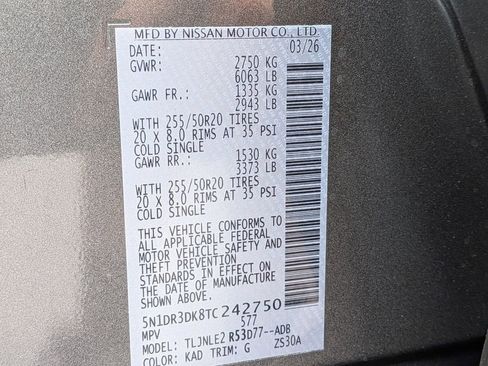 MFD BY NISSAN MOTOR CO., LTD.
DATE: 03/26
GVWR: 2750 KG
6063 LB
GAWR FR.: 1335 KG
2943 LB
WITH 255/50R20 TIRES
20 X 8.0 RIMS AT 35 PSI
COLD SINGLE
GAWR RR.: 1530 KG
3373 LB
WITH 255/50R20 TIRES
20 X 8.0 RIMS AT 35 PSI
COLD SINGLE
THIS VEHICLE CONFORMS TO
ALL APPLICABLE FEDERAL
MOTOR VEHICLE SAFETY AND
THEFT PREVENTION
STANDARDS IN EFFECT ON
THE DATE OF MANUFACTURE
SHOWN ABOVE.
5N1DR3DK8TC242750
MPV 577
MODEL: TLJNLE2 R53D77--ADB
COLOR: KAD TRIM: G ZS30A